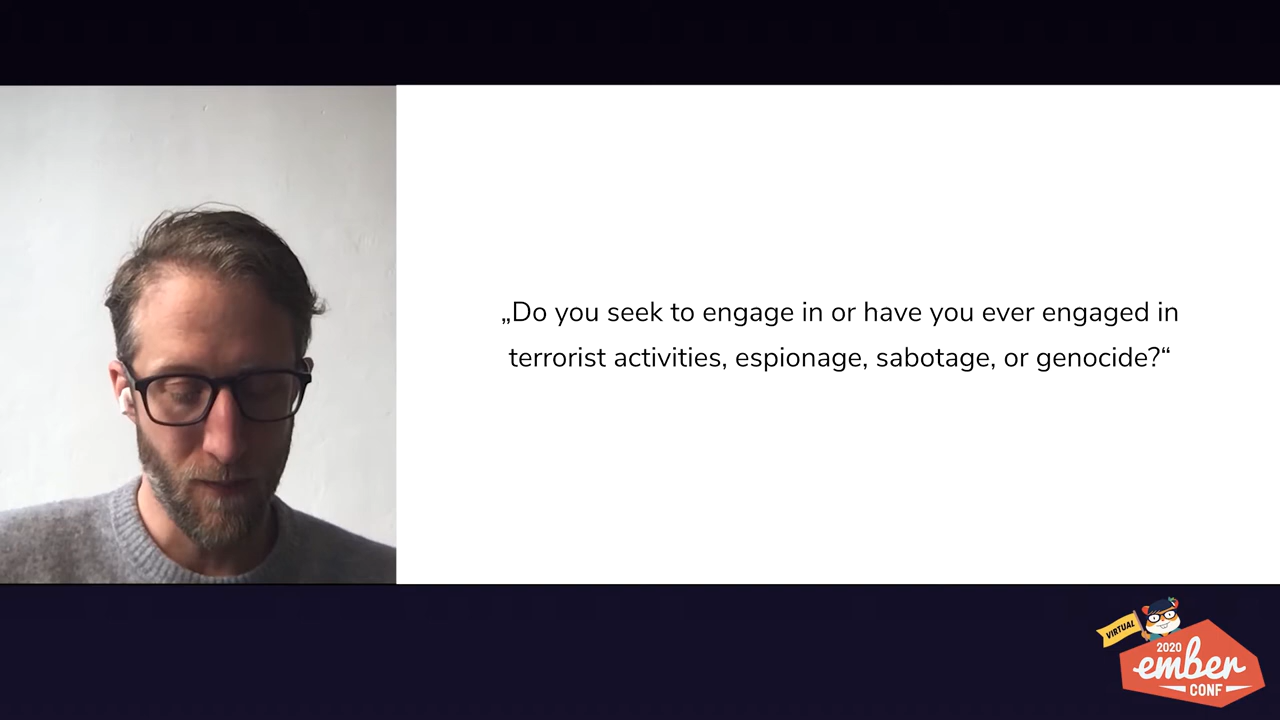 „Do you seek to engage in or have you ever engaged in
terrorist activities, espionage, sabotage, or genocide?“
VIRTUAL
2020
ember
CONF